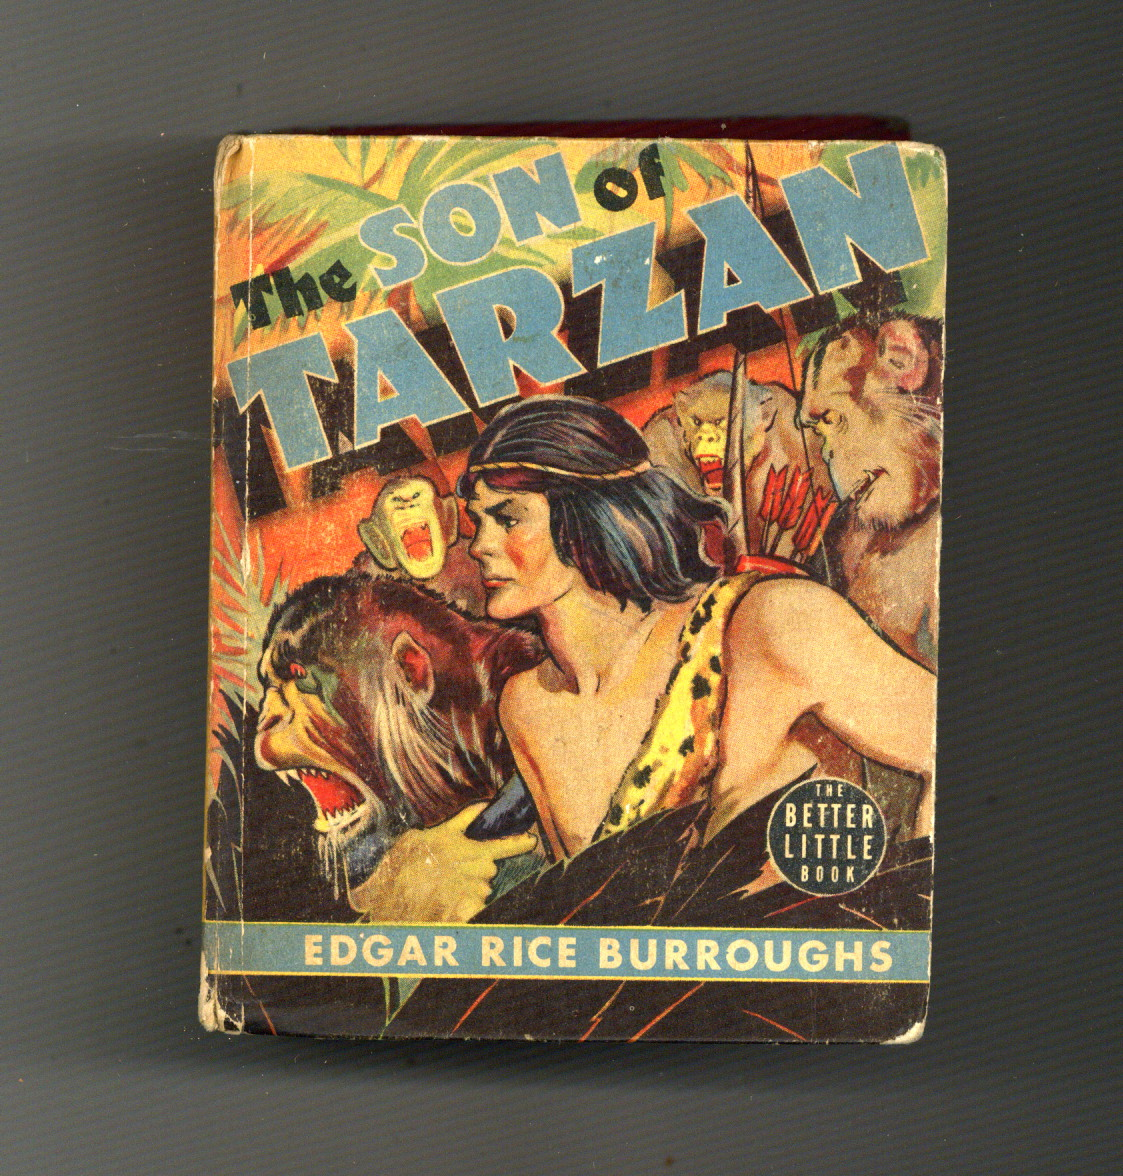 The SON of
TARZAN
THE
BETTER
LITTLE
BOOK
EDGAR RICE BURROUGHS